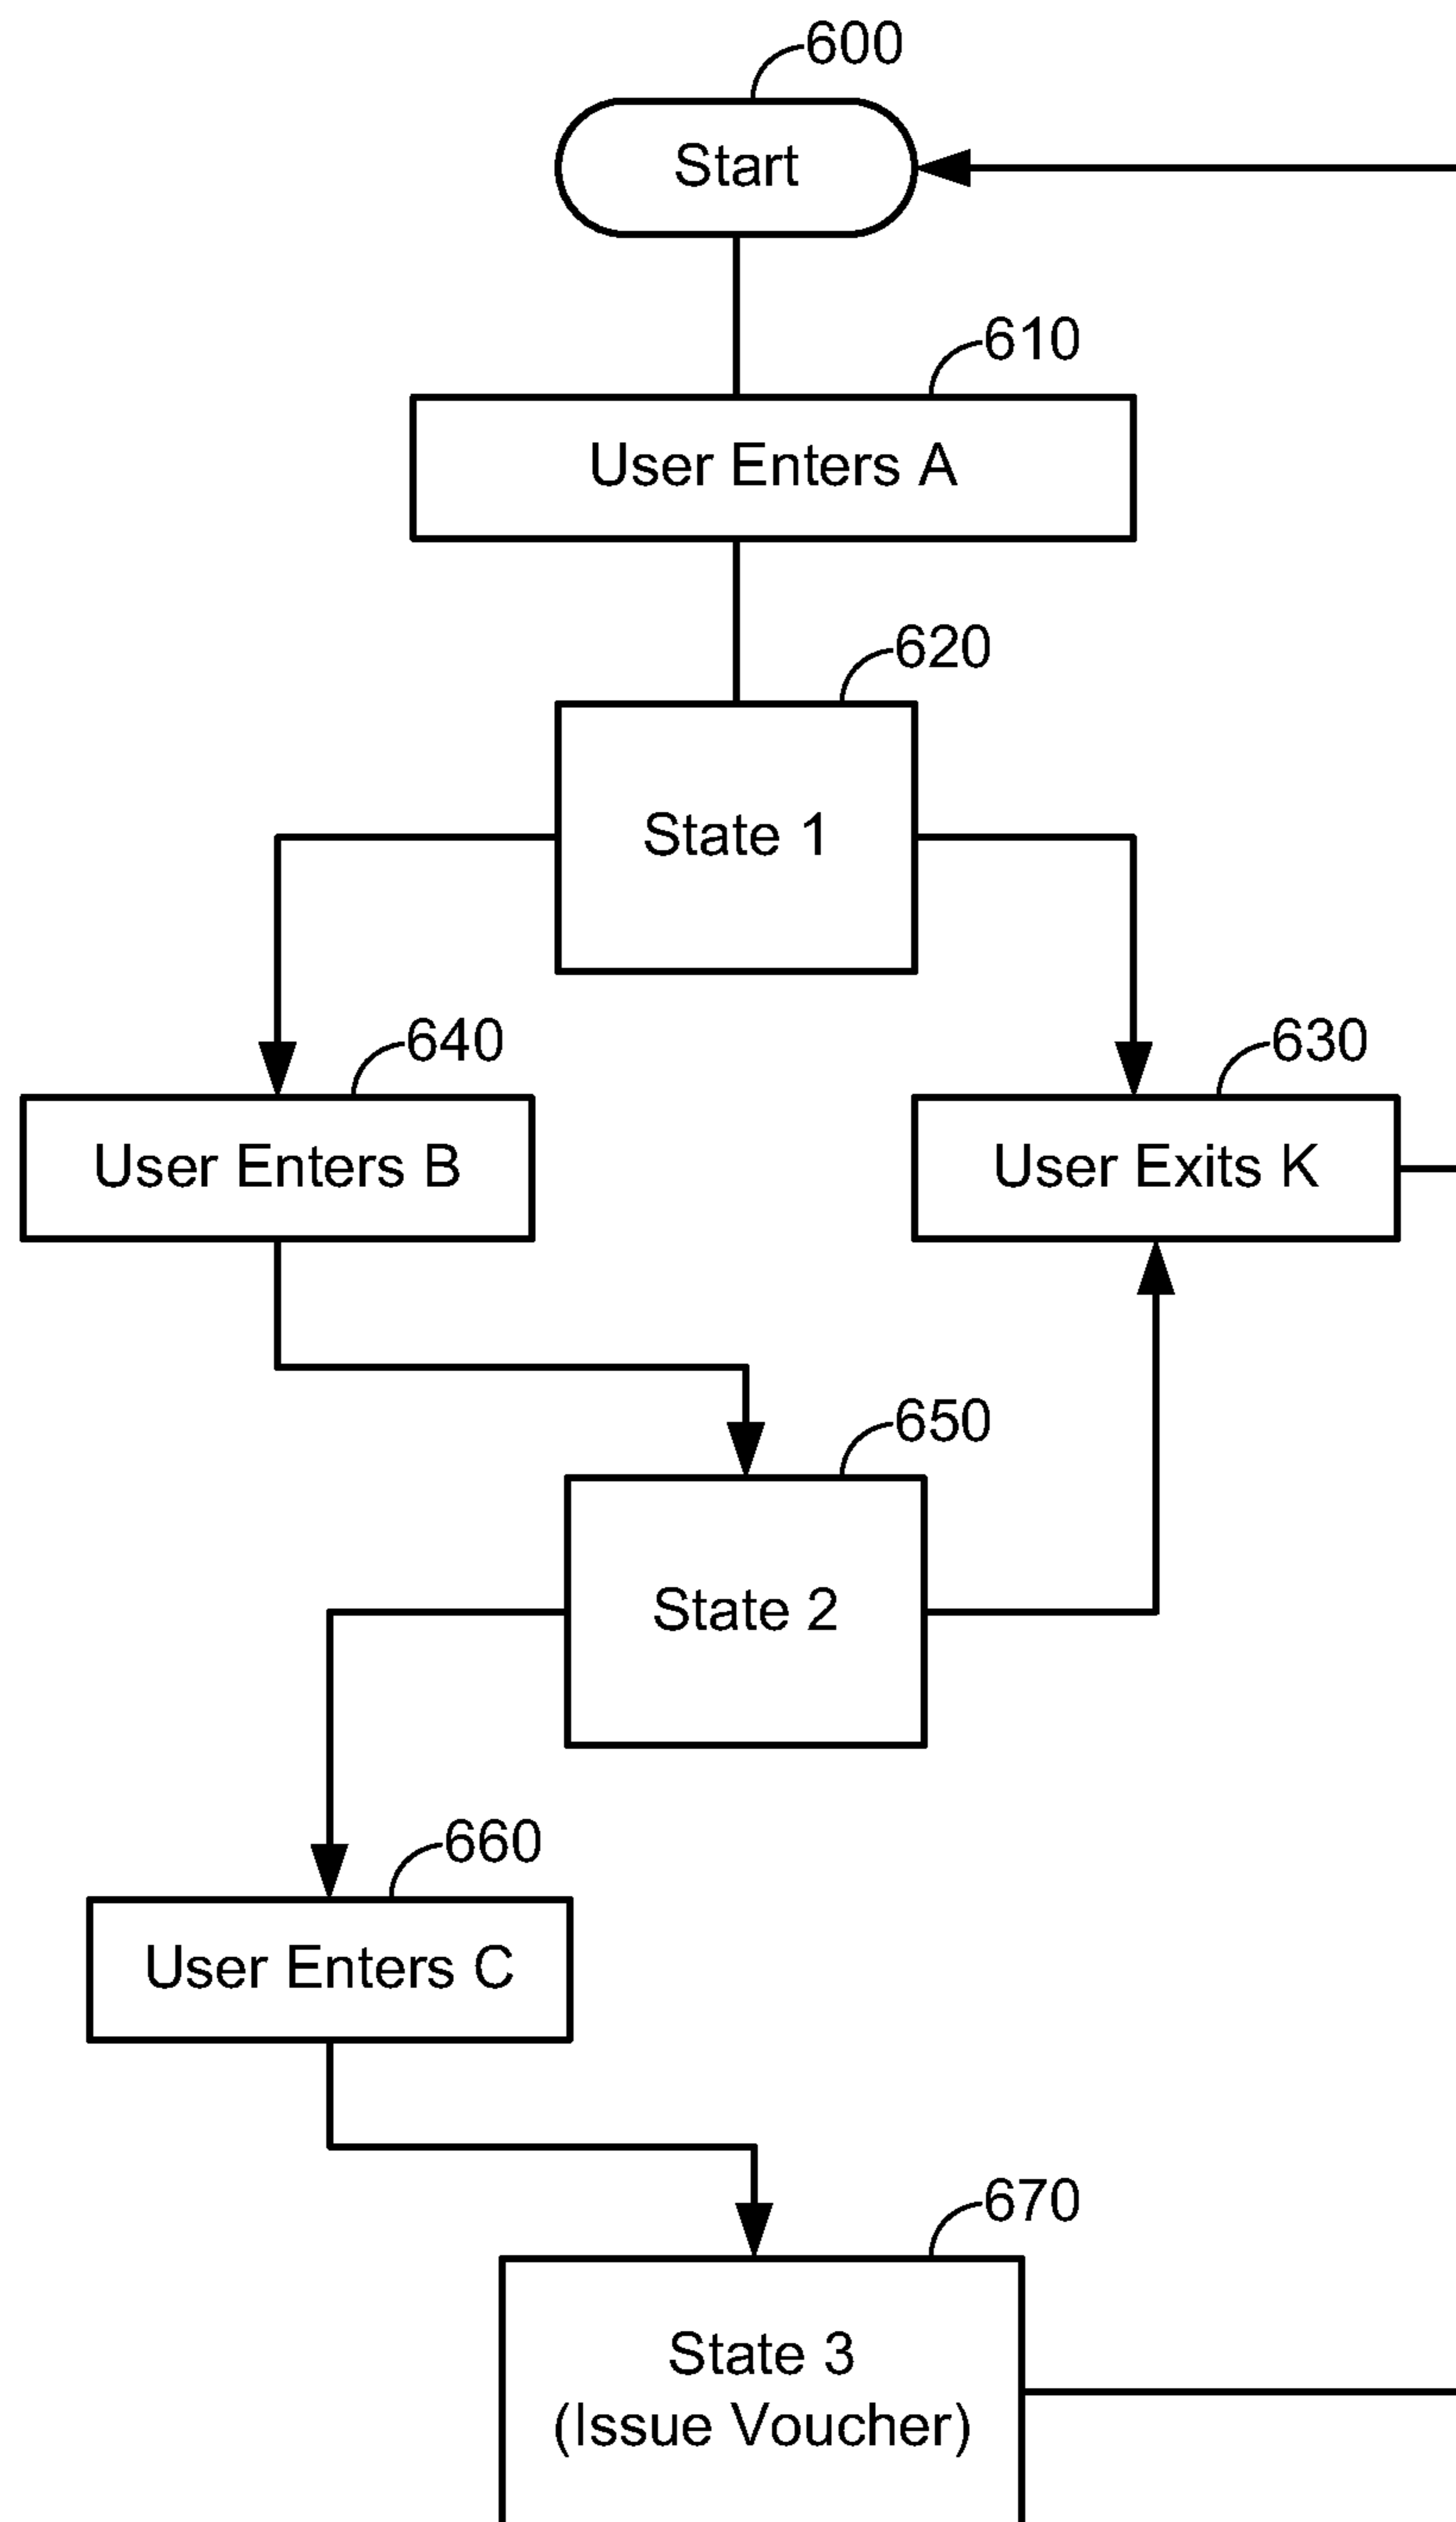 600
Start
610
User Enters A
620
State 1
640
630
User Enters B
User Exits K
650
State 2
660
User Enters C
670
State 3
(Issue Voucher)